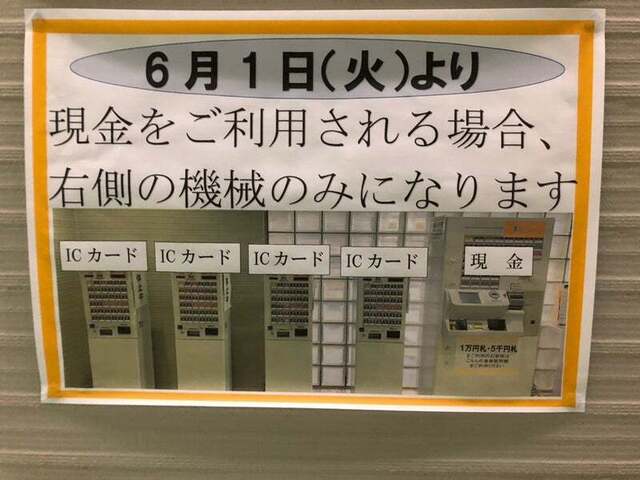 6月1日(火)より
現金をご利用される場合、
右側の機械のみになります
ICカード
ICカード
ICカード
ICカード
現金
1万円札・5千円札